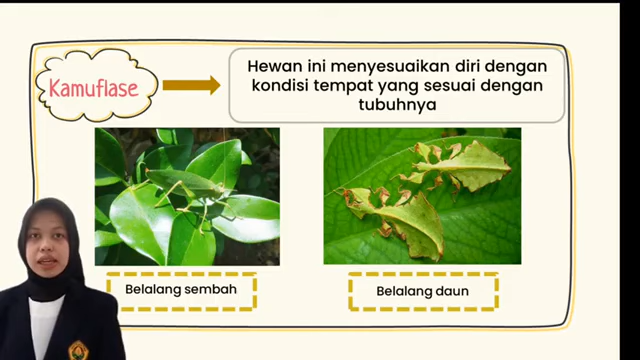 Kamuflase
Hewan ini menyesuaikan diri dengan
kondisi tempat yang sesuai dengan
tubuhnya
Belalang sembah
Belalang daun